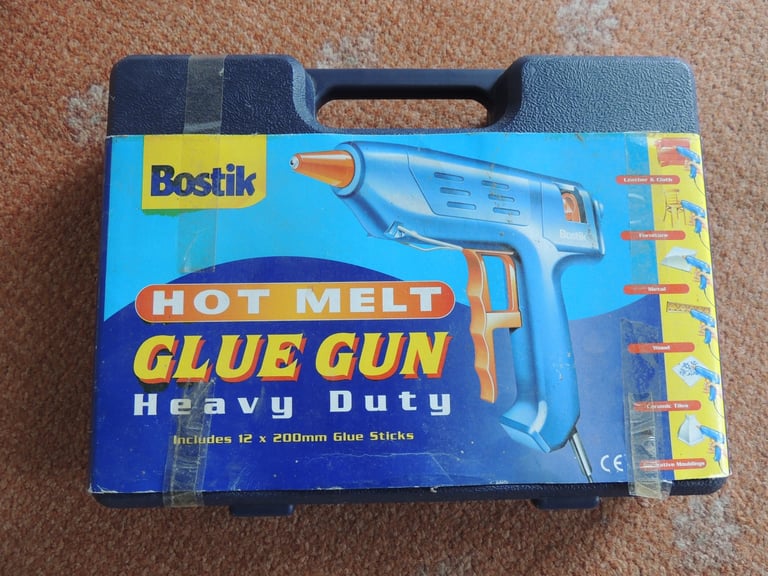 Bostik
HOT MELT
GLUE GUN
Heavy Duty
Includes 12 x 200mm Glue Sticks
Bostik
Leather & Cloth
Furniture
Metal
Wood
Ceramic Tiles
Mouldings
CE